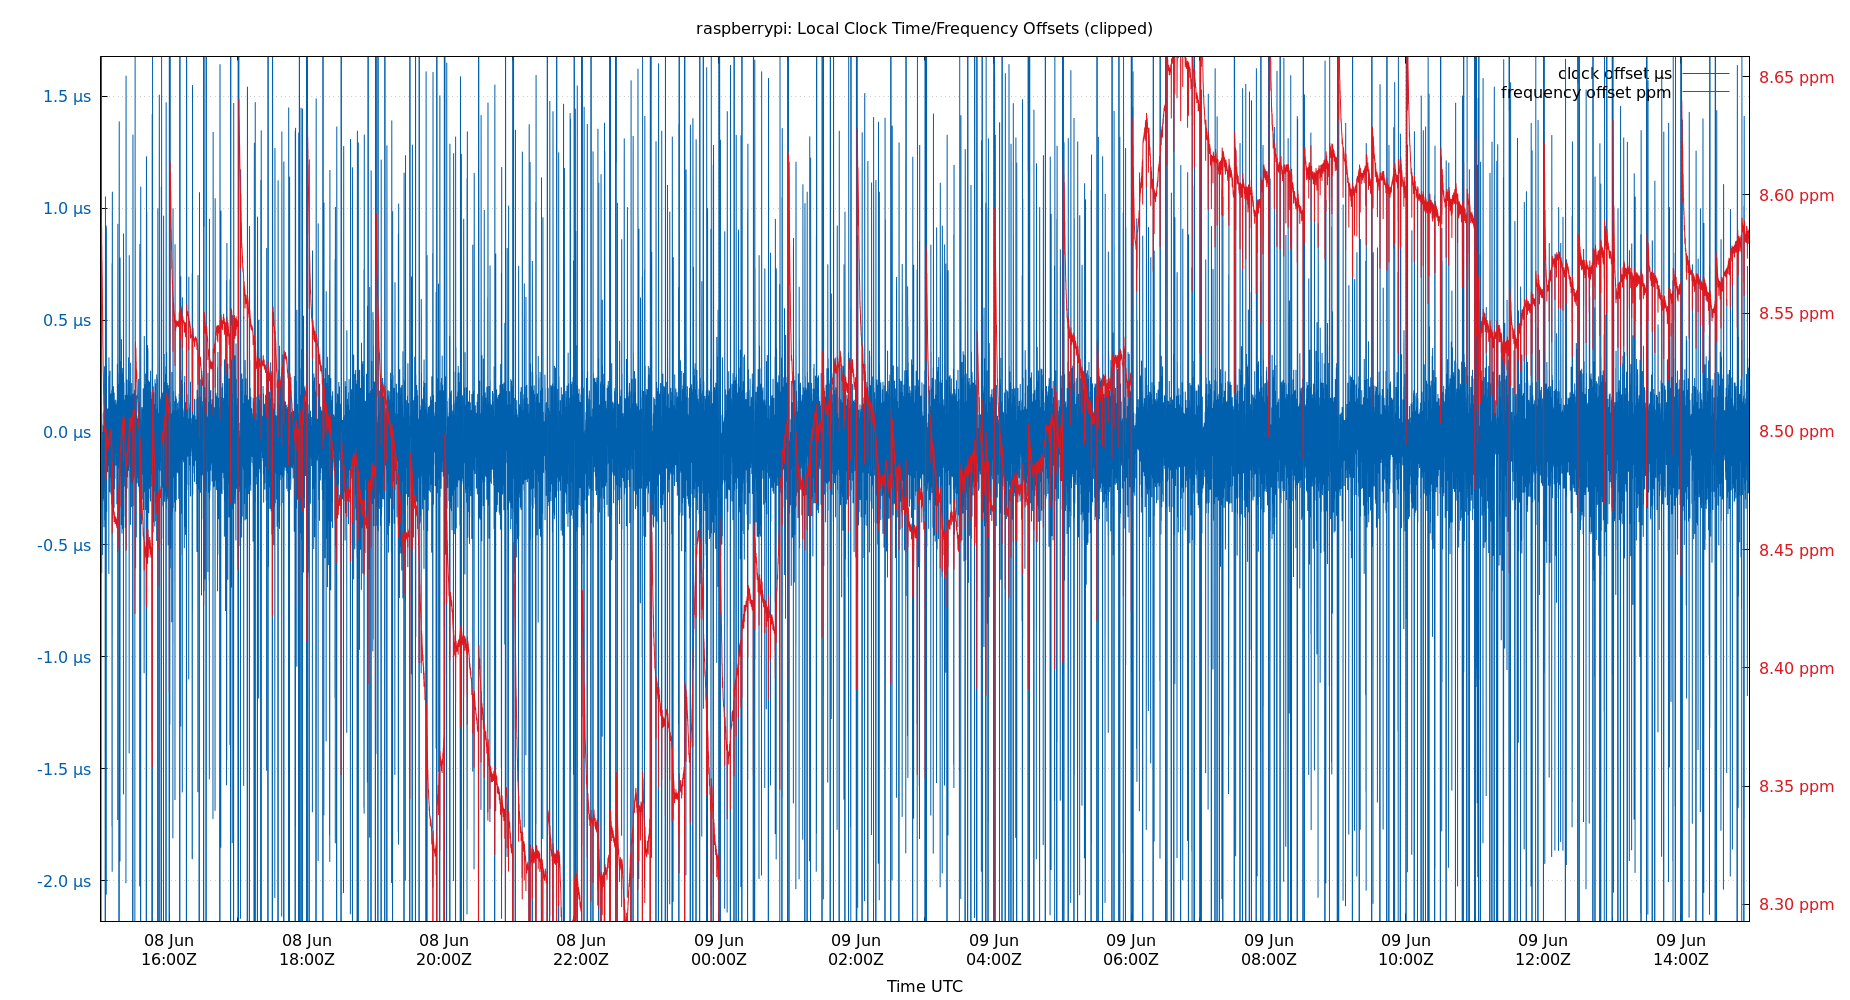 raspberrypi: Local Clock Time/Frequency Offsets (clipped)
clock offset µs
frequency offset ppm
1.5 µs
1.0 µs
0.5 µs
0.0 µs
-0.5 µs
-1.0 µs
-1.5 µs
-2.0 µs
8.65 ppm
8.60 ppm
8.55 ppm
8.50 ppm
8.45 ppm
8.40 ppm
8.35 ppm
8.30 ppm
08 Jun 08 Jun 08 Jun 08 Jun 09 Jun 09 Jun 09 Jun 09 Jun 09 Jun 09 Jun 09 Jun 09 Jun
16:00Z 18:00Z 20:00Z 22:00Z 00:00Z 02:00Z 04:00Z 06:00Z 08:00Z 10:00Z 12:00Z 14:00Z
Time UTC